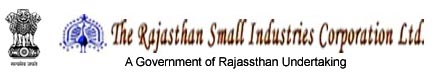 The Rajasthan Small Industries Corporation Ltd.
A Government of Rajassthan Undertaking